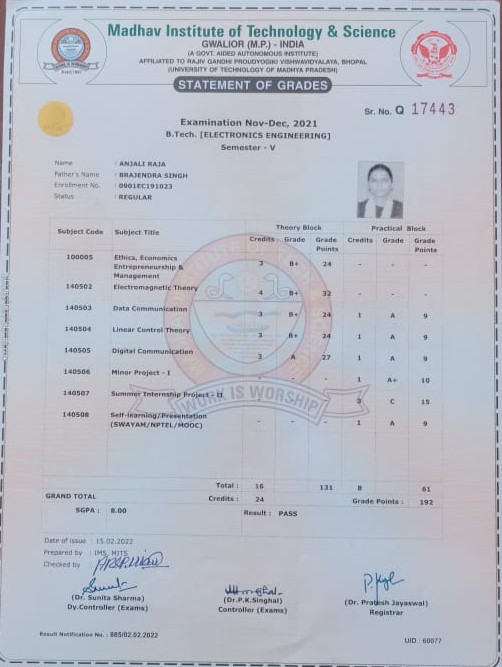 Madhav Institute of Technology & Science
GWALIOR (M.P.) - INDIA
(A GOVT. AIDED AUTONOMOUS INSTITUTE)
AFFILIATED TO RAJIV GANDHI PROUDYOGIKI VISHWAVIDYALAYA, BHOPAL
(UNIVERSITY OF TECHNOLOGY OF MADHYA PRADESH)
STATEMENT OF GRADES
Sr. No. Q 17443
Examination Nov-Dec, 2021
B.Tech. [ELECTRONICS ENGINEERING]
Semester - V
Name : ANJALI RAJA
Father's Name : BRAJENDRA SINGH
Enrollment No. : 0901EC191023
Status : REGULAR
Subject Code Subject Title Theory Block Practical Block
Credits Grade Grade Points Credits Grade Grade Points
100005 Ethics, Economics Entrepreneurship & Management 3 B+ 24 - - -
140502 Electromagnetic Theory 4 B+ 32 - - -
140503 Data Communication 3 B+ 24 1 A 9
140504 Linear Control Theory 3 B+ 24 1 A 9
140505 Digital Communication 3 A 27 1 A 9
140506 Minor Project - I - - - 1 A+ 10
140507 Summer Internship Project - II - - - 3 C 15
140508 Self-learning/Presentation (SWAYAM/NPTEL/MOOC) - - - 1 A 9
WORK IS WORSHIP
Total : 16 131 8 61
GRAND TOTAL Credits : 24 Grade Points : 192
SGPA : 8.00 Result : PASS
Date of Issue : 15.02.2022
Prepared by : IMS, MITS
Checked by
(Dr. Sunita Sharma) (Dr.P.K.Singhal) (Dr. Pratesh Jayaswal)
Dy.Controller (Exams) Controller (Exams) Registrar
Result Notification No. : 885/02.02.2022 UID : 60077